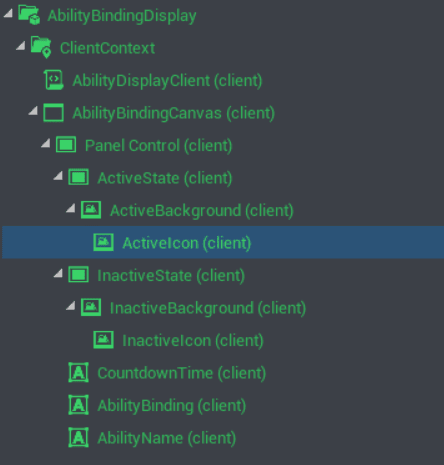 AbilityBindingDisplay
ClientContext
AbilityDisplayClient (client)
AbilityBindingCanvas (client)
Panel Control (client)
ActiveState (client)
ActiveBackground (client)
ActiveIcon (client)
InactiveState (client)
InactiveBackground (client)
InactiveIcon (client)
CountdownTime (client)
AbilityBinding (client)
AbilityName (client)